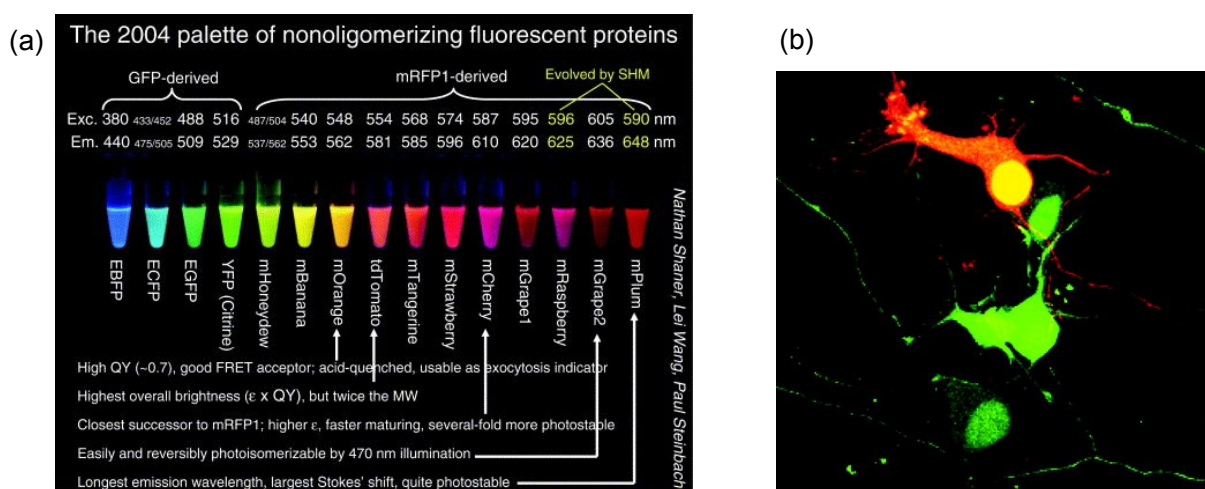 (a)
(b)
The 2004 palette of nonoligomerizing fluorescent proteins
GFP-derived
mRFP1-derived
Evolved by SHM
Exc. 380 433/452 488 516 487/504 540 548 554 568 574 587 595 596 605 590 nm
Em. 440 475/505 509 529 537/562 553 562 581 585 596 610 620 625 636 648 nm
EBFP
ECFP
EGFP
YFP (Citrine)
mHoneydew
mBanana
mOrange
tdTomato
mTangerine
mStrawberry
mCherry
mGrape1
mRaspberry
mGrape2
mPlum
High QY (~0.7), good FRET acceptor; acid-quenched, usable as exocytosis indicator
Highest overall brightness (ε x QY), but twice the MW
Closest successor to mRFP1; higher ε, faster maturing, several-fold more photostable
Easily and reversibly photoisomerizable by 470 nm illumination
Longest emission wavelength, largest Stokes' shift, quite photostable
Nathan Shaner, Lei Wang, Paul Steinbach